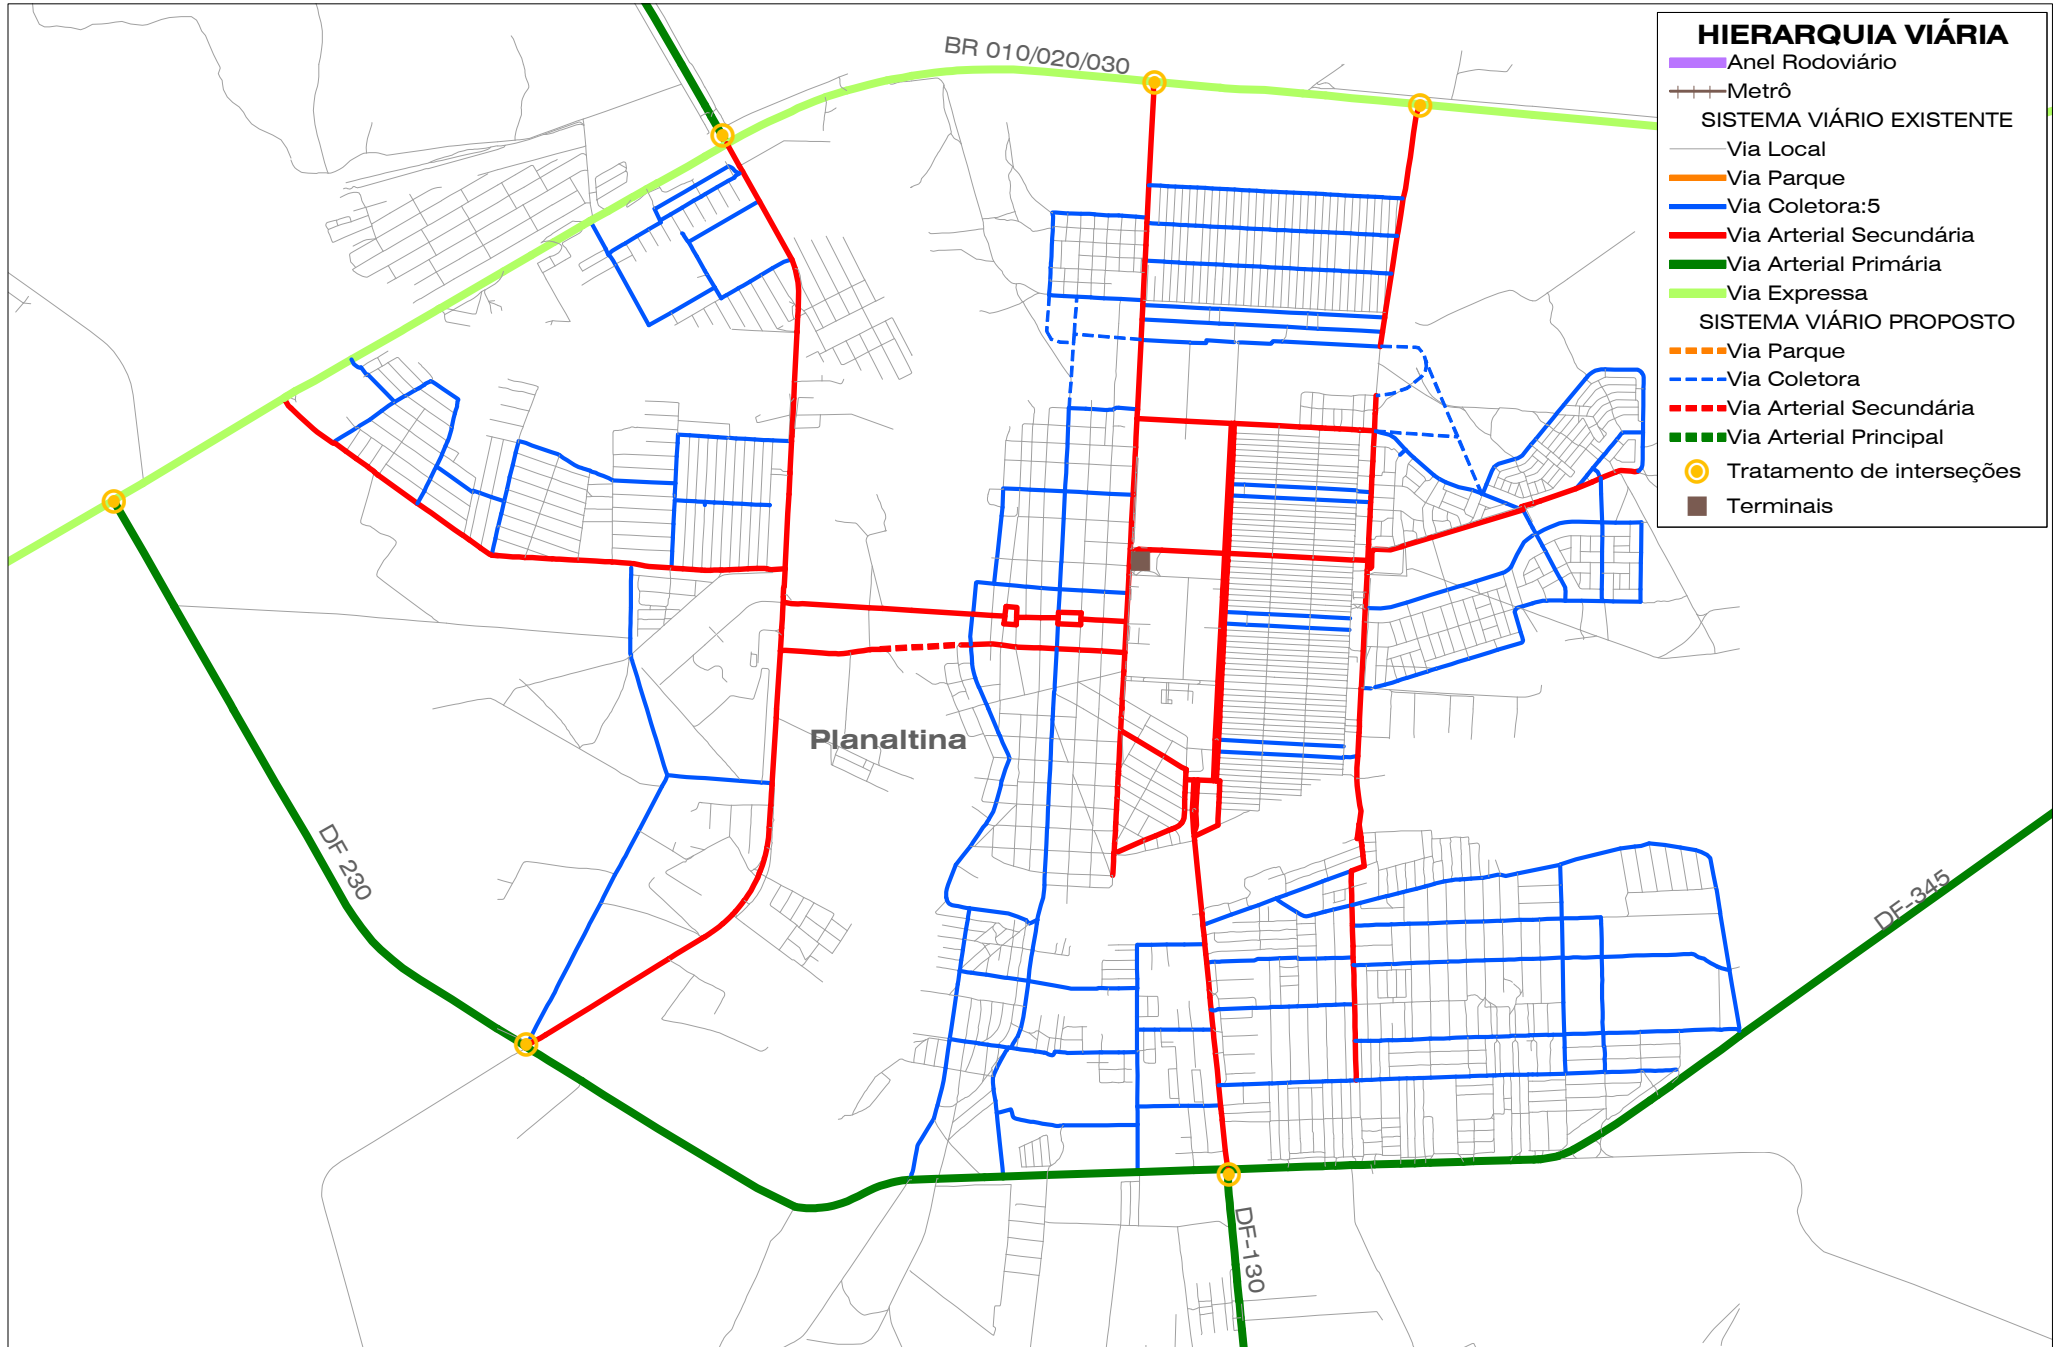 BR 010/020/030
HIERARQUIA VIÁRIA
Anel Rodoviário
Metrô
SISTEMA VIÁRIO EXISTENTE
Via Local
Via Parque
Via Coletora:5
Via Arterial Secundária
Via Arterial Primária
Via Expressa
SISTEMA VIÁRIO PROPOSTO
Via Parque
Via Coletora
Via Arterial Secundária
Via Arterial Principal
Tratamento de interseções
Terminais
Planaltina
DF 230
DF-345
DF-130